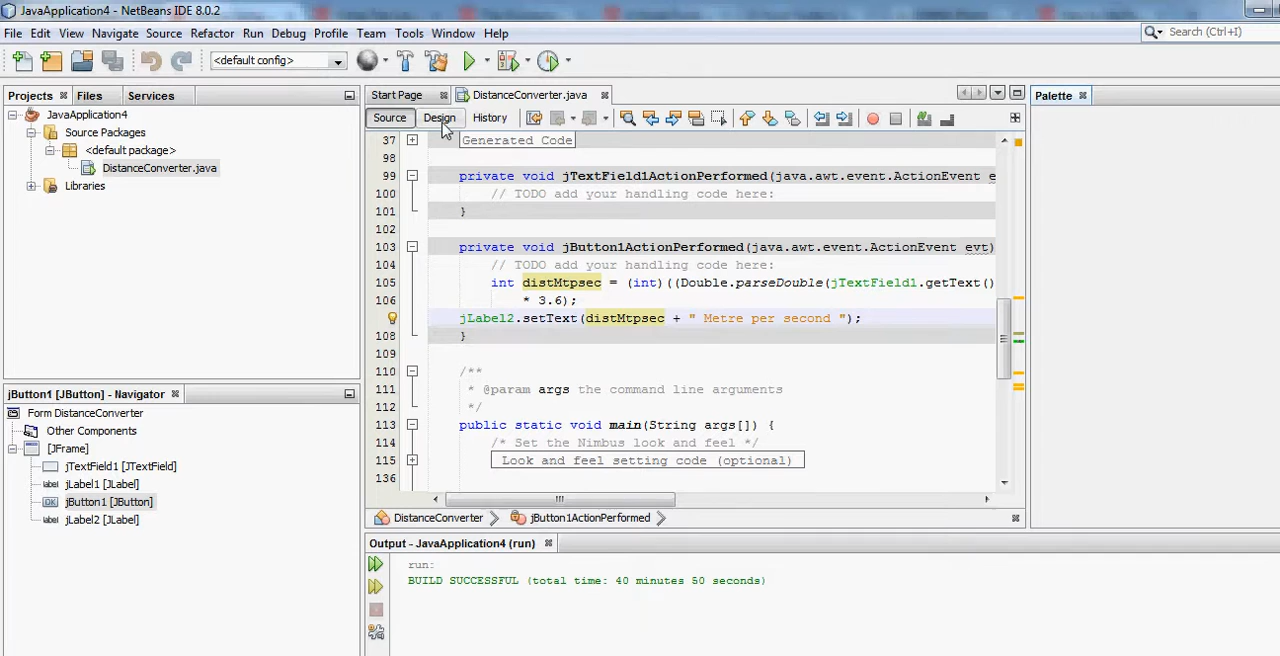 JavaApplication4 - NetBeans IDE 8.0.2
File Edit View Navigate Source Refactor Run Debug Profile Team Tools Window Help
Search (Ctrl+I)
<default config>
Projects Files Services
JavaApplication4
Source Packages
<default package>
DistanceConverter.java
Libraries
Start Page DistanceConverter.java
Source Design History
37 Generated Code
98
99 private void jTextField1ActionPerformed(java.awt.event.ActionEvent e
100 // TODO add your handling code here:
101 }
102
103 private void jButton1ActionPerformed(java.awt.event.ActionEvent evt)
104 // TODO add your handling code here:
105 int distMtpsec = (int)((Double.parseDouble(jTextField1.getText()
106 * 3.6);
jLabel2.setText(distMtpsec + " Metre per second ");
108 }
109
110 /**
111 * @param args the command line arguments
112 */
113 public static void main(String args[]) {
114 /* Set the Nimbus look and feel */
115 Look and feel setting code (optional)
136
DistanceConverter jButton1ActionPerformed
Palette
jButton1 [JButton] - Navigator
Form DistanceConverter
Other Components
[JFrame]
jTextField1 [JTextField]
label jLabel1 [JLabel]
OK jButton1 [JButton]
label jLabel2 [JLabel]
Output - JavaApplication4 (run)
run:
BUILD SUCCESSFUL (total time: 40 minutes 50 seconds)